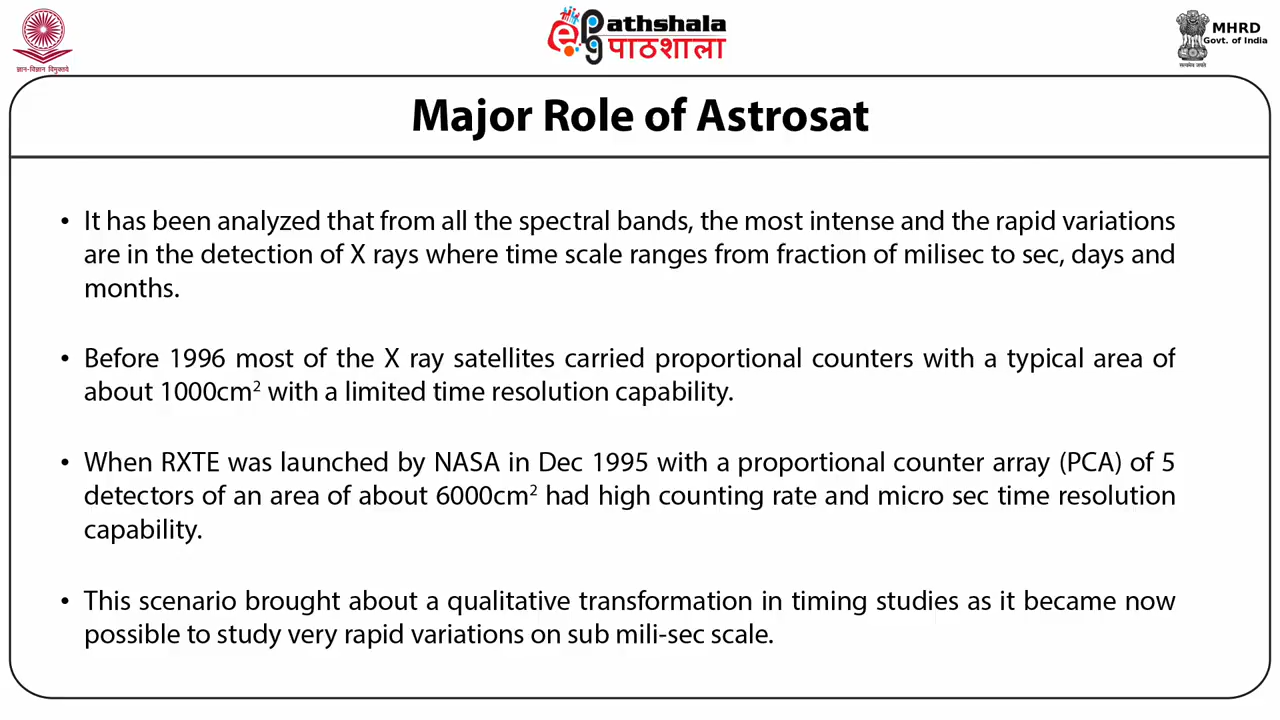 ज्ञान-विज्ञान विमुक्तये
ePG Pathshala
पाठशाला
MHRD
Govt. of India
सत्यमेव जयते
Major Role of Astrosat
• It has been analyzed that from all the spectral bands, the most intense and the rapid variations
are in the detection of X rays where time scale ranges from fraction of milisec to sec, days and
months.
• Before 1996 most of the X ray satellites carried proportional counters with a typical area of
about 1000cm² with a limited time resolution capability.
• When RXTE was launched by NASA in Dec 1995 with a proportional counter array (PCA) of 5
detectors of an area of about 6000cm² had high counting rate and micro sec time resolution
capability.
• This scenario brought about a qualitative transformation in timing studies as it became now
possible to study very rapid variations on sub mili-sec scale.